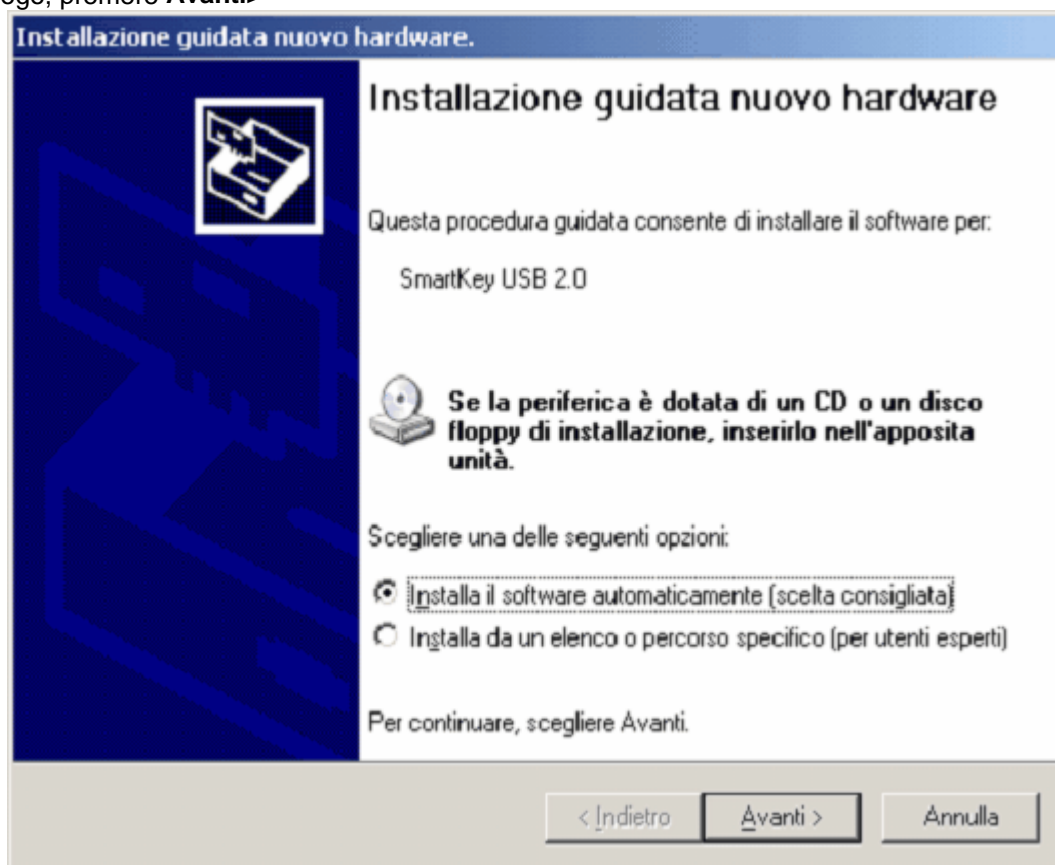 premere Avanti>
Installazione guidata nuovo hardware.
Installazione guidata nuovo hardware
Questa procedura guidata consente di installare il software per:
SmartKey USB 2.0
Se la periferica è dotata di un CD o un disco
floppy di installazione, inserirlo nell'apposita
unità.
Scegliere una delle seguenti opzioni:
Installa il software automaticamente (scelta consigliata)
Installa da un elenco o percorso specifico (per utenti esperti)
Per continuare, scegliere Avanti.
< Indietro
Avanti >
Annulla